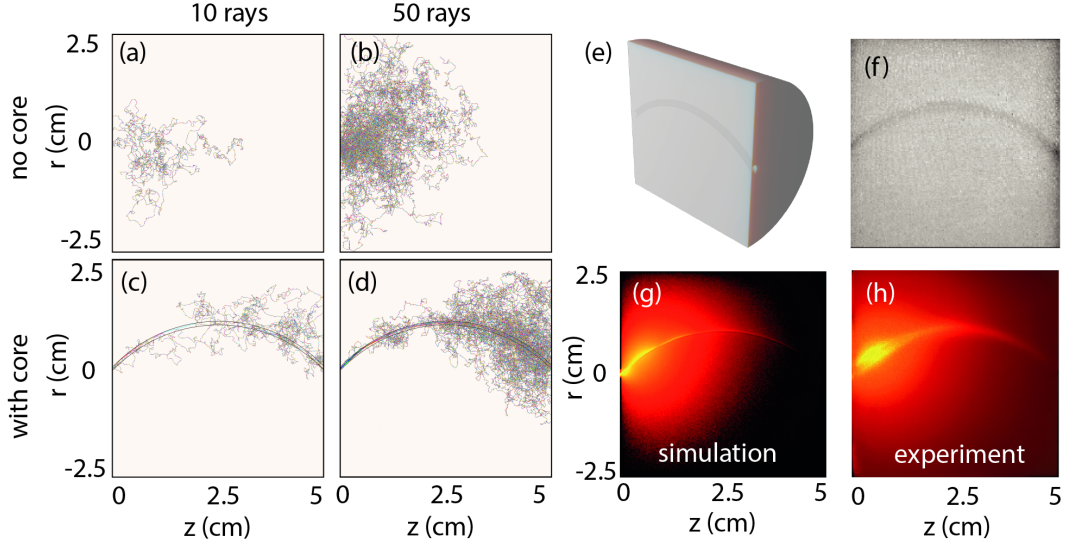 10 rays
50 rays
no core
with core
(a)
(b)
(c)
(d)
(e)
(f)
(g)
(h)
r (cm)
2.5
0
-2.5
r (cm)
2.5
0
-2.5
0
2.5
5
z (cm)
0
2.5
5
z (cm)
r (cm)
2.5
0
-2.5
simulation
experiment
0
2.5
5
z (cm)
0
2.5
5
z (cm)